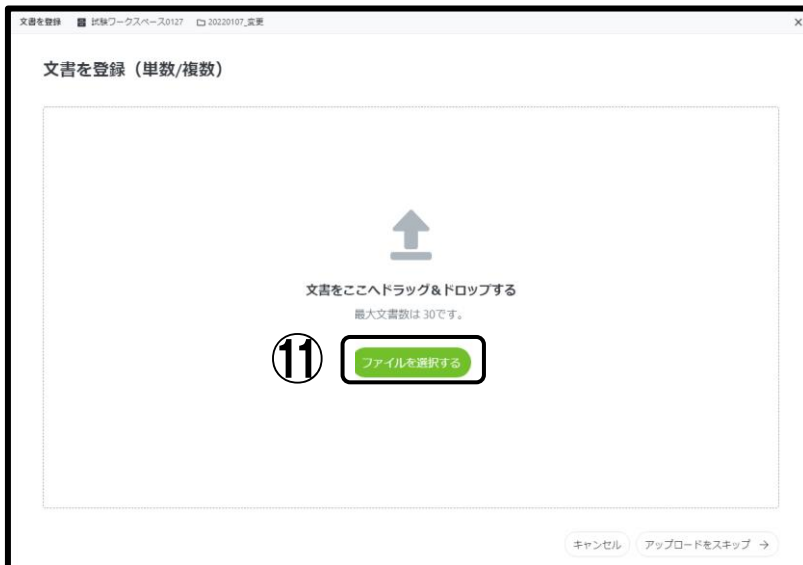 文書を登録 試験ワークスペース0127 20220107_変更 ×
文書を登録（単数/複数）
文書をここへドラッグ&ドロップする
最大文書数は 30です。
⑪ ファイルを選択する
キャンセル アップロードをスキップ →